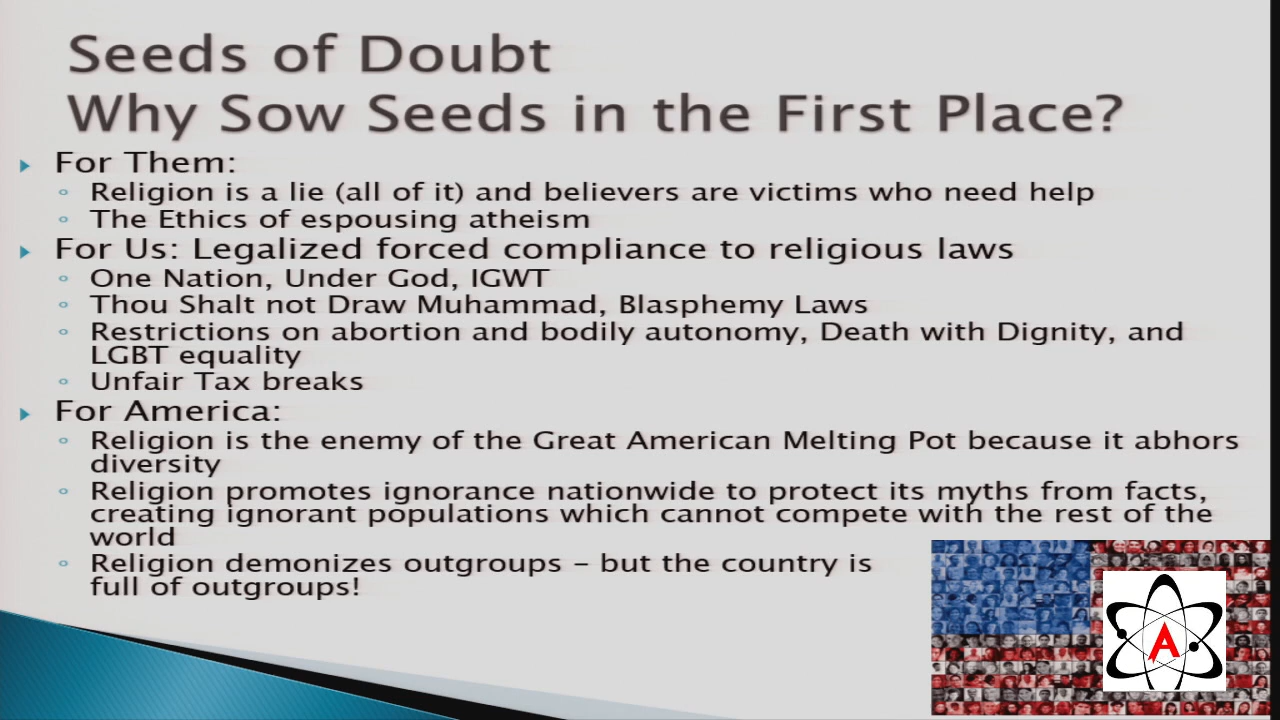 Seeds of Doubt
Why Sow Seeds in the First Place?
For Them:
Religion is a lie (all of it) and believers are victims who need help
The Ethics of espousing atheism
For Us: Legalized forced compliance to religious laws
One Nation, Under God, IGWT
Thou Shalt not Draw Muhammad, Blasphemy Laws
Restrictions on abortion and bodily autonomy, Death with Dignity, and
LGBT equality
Unfair Tax breaks
For America:
Religion is the enemy of the Great American Melting Pot because it abhors
diversity
Religion promotes ignorance nationwide to protect its myths from facts,
creating ignorant populations which cannot compete with the rest of the
world
Religion demonizes outgroups – but the country is
full of outgroups!
A